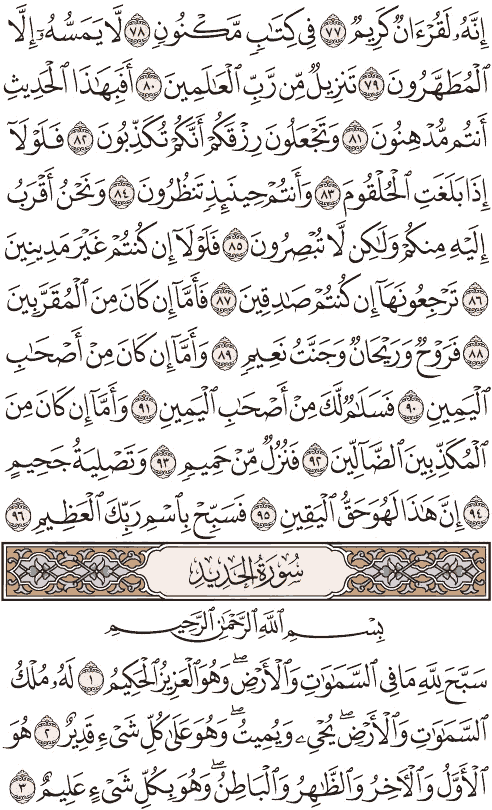 إِنَّهُۥ لَقُرْءَانٌ كَرِيمٌ ٧٧ فِى كِتَٰبٍ مَّكْنُونٍ ٧٨ لَّا يَمَسُّهُۥٓ إِلَّا
ٱلْمُطَهَّرُونَ ٧٩ تَنزِيلٌ مِّن رَّبِّ ٱلْعَٰلَمِينَ ٨٠ أَفَبِهَٰذَا ٱلْحَدِيثِ
أَنتُم مُّدْهِنُونَ ٨١ وَتَجْعَلُونَ رِزْقَكُمْ أَنَّكُمْ تُكَذِّبُونَ ٨٢ فَلَوْلَآ
إِذَا بَلَغَتِ ٱلْحُلْقُومَ ٨٣ وَأَنتُمْ حِينَئِذٍ تَنظُرُونَ ٨٤ وَنَحْنُ أَقْرَبُ
إِلَيْهِ مِنكُمْ وَلَٰكِن لَّا تُبْصِرُونَ ٨٥ فَلَوْلَآ إِن كُنتُمْ غَيْرَ مَدِينِينَ
٨٦ تَرْجِعُونَهَآ إِن كُنتُمْ صَٰدِقِينَ ٨٧ فَأَمَّآ إِن كَانَ مِنَ ٱلْمُقَرَّبِينَ
٨٨ فَرَوْحٌ وَرَيْحَانٌ وَجَنَّتُ نَعِيمٍ ٨٩ وَأَمَّآ إِن كَانَ مِنْ أَصْحَٰبِ
ٱلْيَمِينِ ٩٠ فَسَلَٰمٌ لَّكَ مِنْ أَصْحَٰبِ ٱلْيَمِينِ ٩١ وَأَمَّآ إِن كَانَ مِنَ
ٱلْمُكَذِّبِينَ ٱلضَّآلِّينَ ٩٢ فَنُزُلٌ مِّنْ حَمِيمٍ ٩٣ وَتَصْلِيَةُ جَحِيمٍ
٩٤ إِنَّ هَٰذَا لَهُوَ حَقُّ ٱلْيَقِينِ ٩٥ فَسَبِّحْ بِٱسْمِ رَبِّكَ ٱلْعَظِيمِ ٩٦
سُورَةُ الحَدِيدِ
بِسْمِ ٱللَّهِ ٱلرَّحْمَٰنِ ٱلرَّحِيمِ
سَبَّحَ لِلَّهِ مَا فِى ٱلسَّمَٰوَٰتِ وَٱلْأَرْضِ ۖ وَهُوَ ٱلْعَزِيزُ ٱلْحَكِيمُ ١ لَهُۥ مُلْكُ
ٱلسَّمَٰوَٰتِ وَٱلْأَرْضِ ۖ يُحْىِۦ وَيُمِيتُ ۖ وَهُوَ عَلَىٰ كُلِّ شَىْءٍ قَدِيرٌ ٢ هُوَ
ٱلْأَوَّلُ وَٱلْءَاخِرُ وَٱلظَّٰهِرُ وَٱلْبَاطِنُ ۖ وَهُوَ بِكُلِّ شَىْءٍ عَلِيمٌ ٣